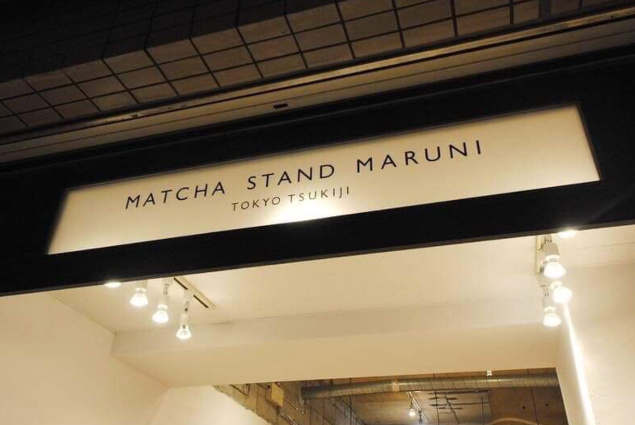 MATCHA STAND MARUNI
TOKYO TSUKIJI